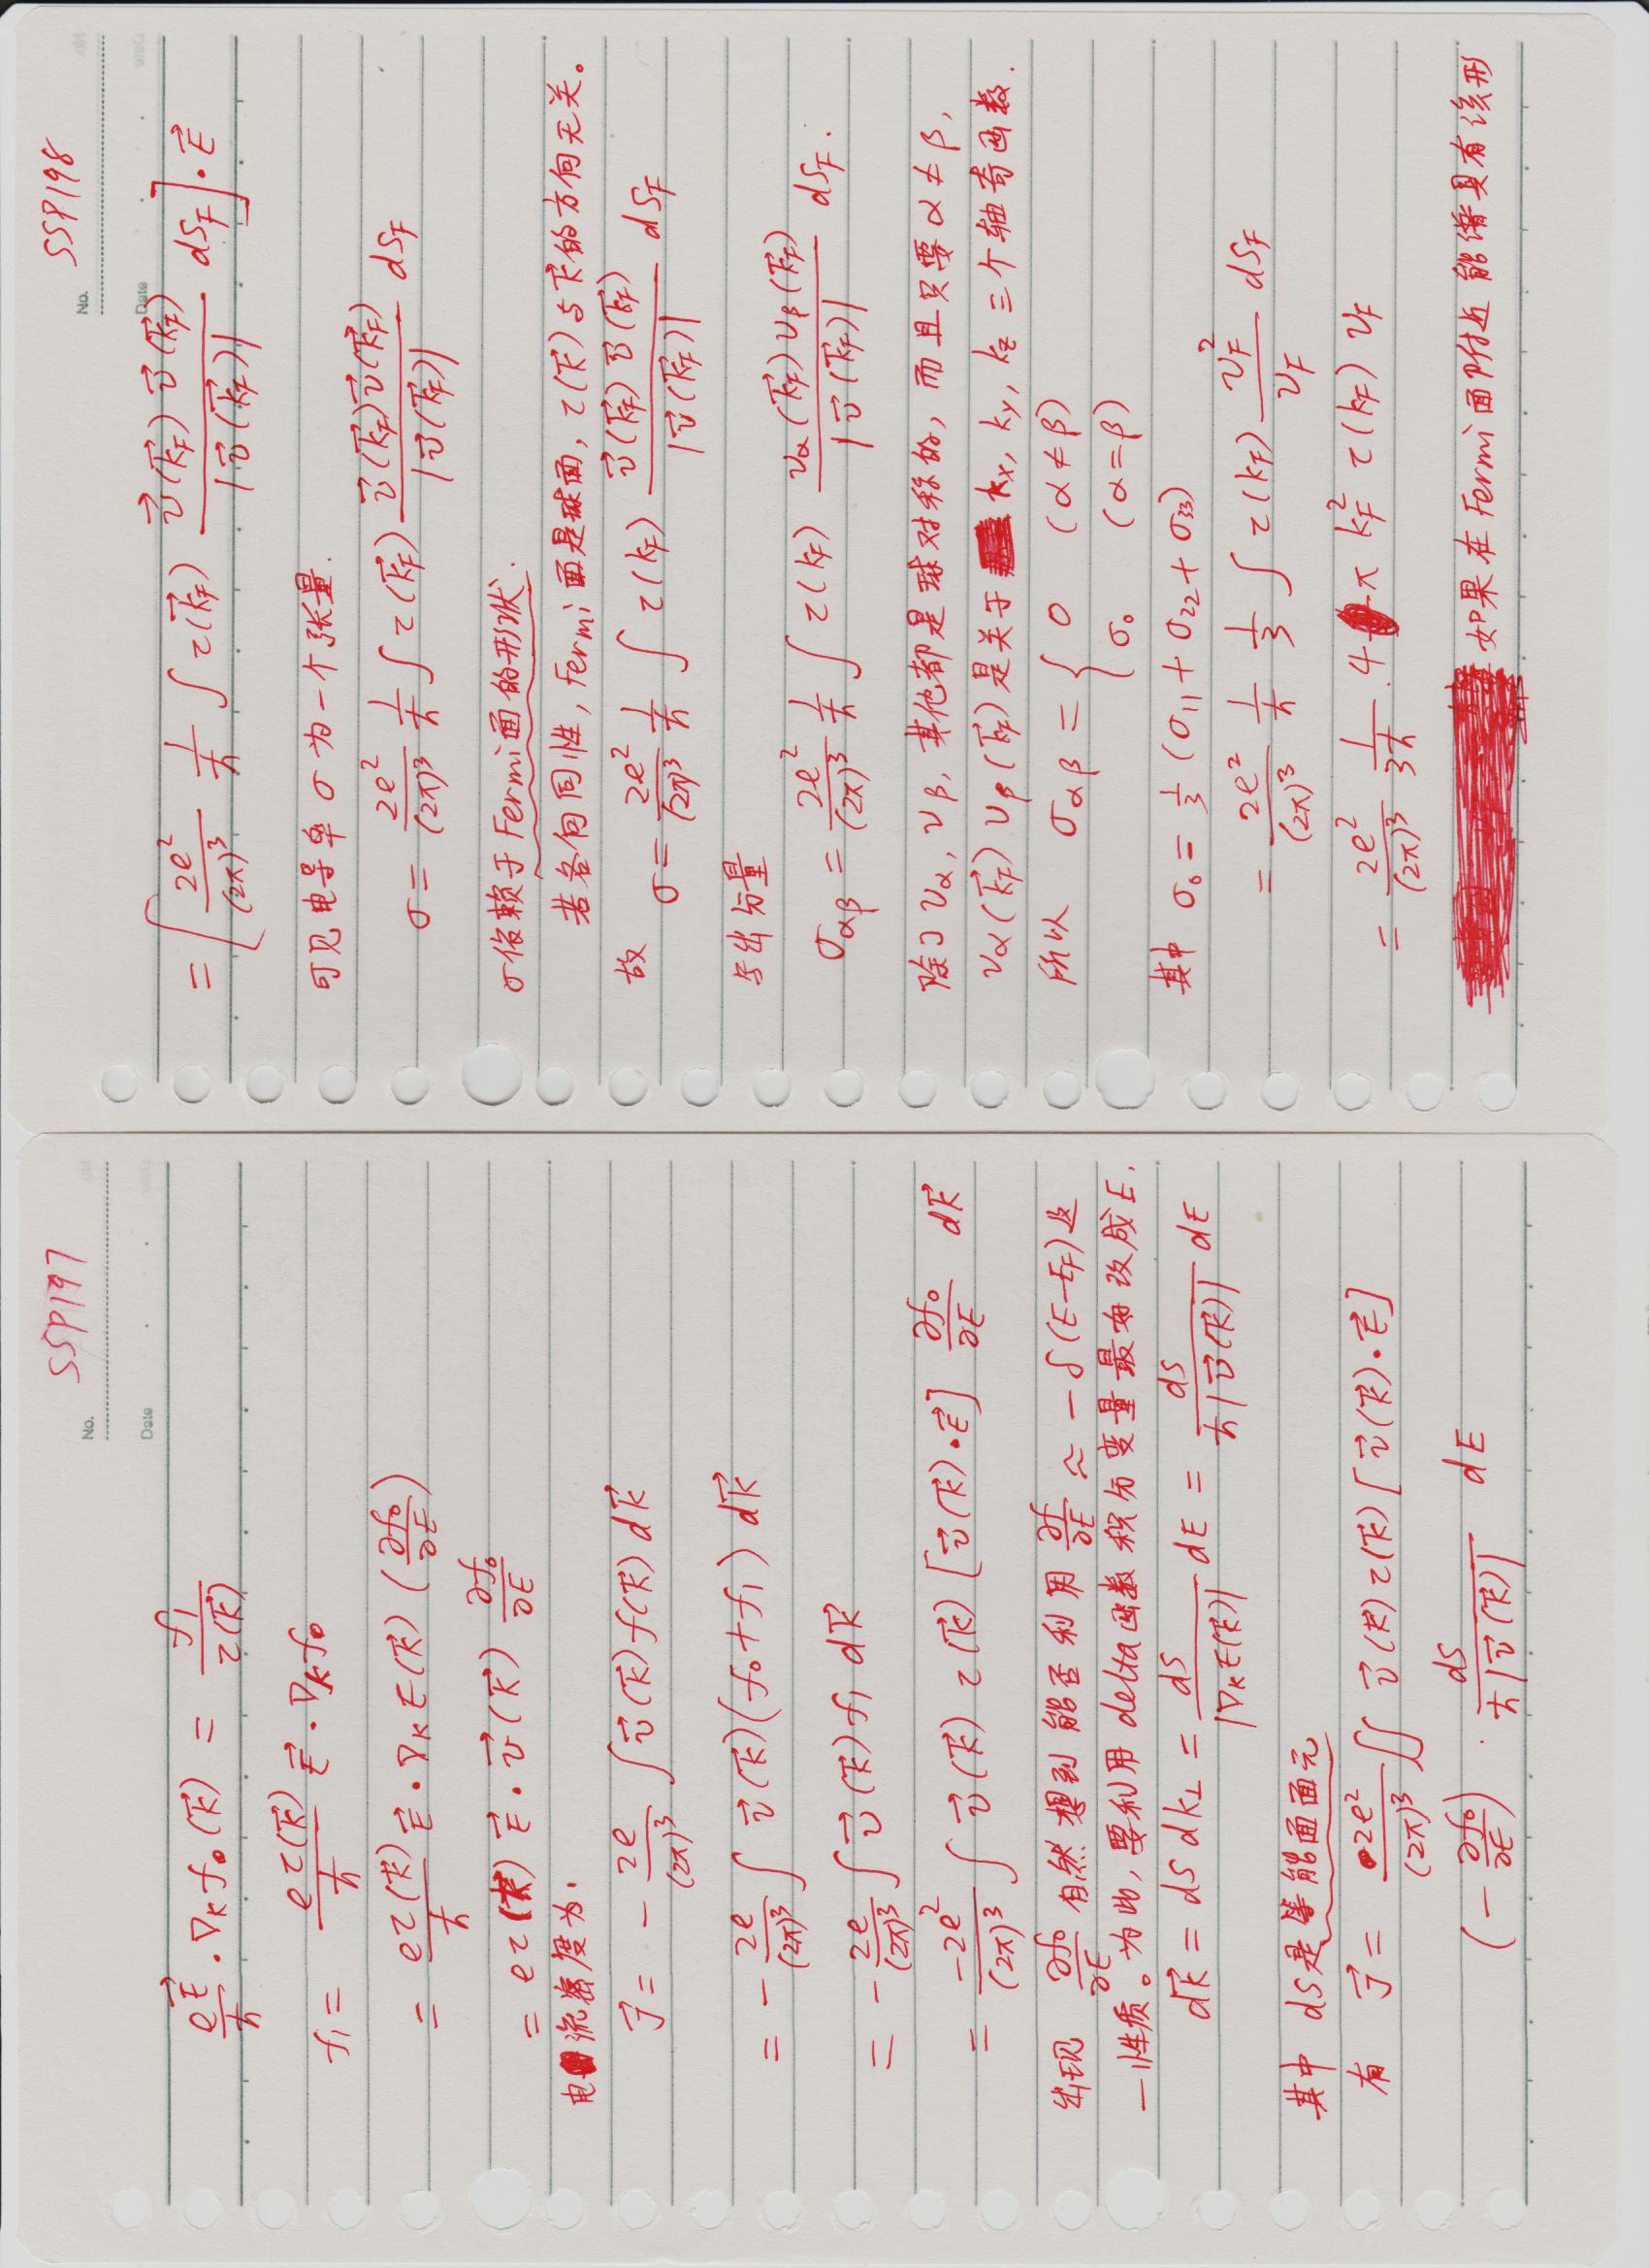 SSP197
No.
Date
$\frac{e\vec{E}}{\hbar} \cdot \nabla_k f_0(\vec{k}) = \frac{f_1}{\tau(\vec{k})}$
$f_1 = \frac{e\tau(\vec{k})}{\hbar} \vec{E} \cdot \nabla_k f_0$
$= \frac{e\tau(\vec{k})}{\hbar} \vec{E} \cdot \nabla_k E(\vec{k}) \left(\frac{\partial f_0}{\partial E}\right)$
$= e\tau(\vec{k}) \vec{E} \cdot \vec{v}(\vec{k}) \frac{\partial f_0}{\partial E}$
电流密度为.
$\vec{J} = -\frac{2e}{(2\pi)^3} \int \vec{v}(\vec{k}) f(\vec{k}) d\vec{k}$
$= -\frac{2e}{(2\pi)^3} \int \vec{v}(\vec{k}) (f_0 + f_1) d\vec{k}$
$= -\frac{2e}{(2\pi)^3} \int \vec{v}(\vec{k}) f_1 d\vec{k}$
$= \frac{-2e^2}{(2\pi)^3} \int \vec{v}(\vec{k}) \tau(\vec{k}) [\vec{v}(\vec{k}) \cdot \vec{E}] \frac{\partial f_0}{\partial E} d\vec{k}$
出现 $\frac{\partial f_0}{\partial E}$ 自然想到能否利用 $\frac{\partial f}{\partial E} \approx -\delta(E-E_F)$ 这
一性质。为此, 要利用delta函数积分变量最好改成E.
$d\vec{k} = dS\, dk_\perp = \frac{dS}{|\nabla_k E(\vec{k})|} dE = \frac{dS}{\hbar|\vec{v}(\vec{k})|} dE$
其中 dS是等能面面元
有 $\vec{J} = \frac{2e^2}{(2\pi)^3} \iint \vec{v}(\vec{k}) \tau(\vec{k}) [\vec{v}(\vec{k}) \cdot \vec{E}]$
$\left(-\frac{\partial f_0}{\partial E}\right) \cdot \frac{dS}{\hbar|\vec{v}(\vec{k})|} dE$
SSP198
No.
Date
$= \left[\frac{2e^2}{(2\pi)^3} \frac{1}{\hbar} \int \tau(\vec{k_F}) \frac{\vec{v}(\vec{k_F}) \vec{v}(\vec{k_F})}{|\vec{v}(\vec{k_F})|} dS_F\right] \cdot \vec{E}$
可见电导率 σ 为一个张量.
$\sigma = \frac{2e^2}{(2\pi)^3} \frac{1}{\hbar} \int \tau(\vec{k_F}) \frac{\vec{v}(\vec{k_F}) \vec{v}(\vec{k_F})}{|\vec{v}(\vec{k_F})|} dS_F$
σ依赖于Fermi面的形状.
若各向同性, Fermi面是球面, $\tau(\vec{k})$与$\vec{k}$的方向无关。
故 $\sigma = \frac{2e^2}{(2\pi)^3} \frac{1}{\hbar} \int \tau(k_F) \frac{\vec{v}(\vec{k_F}) \vec{v}(\vec{k_F})}{|\vec{v}(\vec{k_F})|} dS_F$
写出分量
$\sigma_{\alpha\beta} = \frac{2e^2}{(2\pi)^3} \frac{1}{\hbar} \int \tau(k_F) \frac{v_\alpha(\vec{k_F}) v_\beta(\vec{k_F})}{|\vec{v}(\vec{k_F})|} dS_F.$
除了 $v_\alpha, v_\beta$, 其他都是球对称的, 而且只要 α ≠ β,
$v_\alpha(\vec{k_F}) v_\beta(\vec{k_F})$ 是关于 $k_x, k_y, k_z$ 三个轴奇函数.
所以 $\sigma_{\alpha\beta} = \begin{cases} 0 & (\alpha \neq \beta) \\ \sigma_0 & (\alpha = \beta) \end{cases}$
其中 $\sigma_0 = \frac{1}{3}(\sigma_{11} + \sigma_{22} + \sigma_{33})$
$= \frac{2e^2}{(2\pi)^3} \frac{1}{\hbar} \frac{1}{3} \int \tau(k_F) \frac{v_F^2}{v_F} dS_F$
$= \frac{2e^2}{(2\pi)^3} \frac{1}{3\hbar} \cdot 4\pi k_F^2 \tau(k_F) v_F$
如果在Fermi面附近能谱具有该形